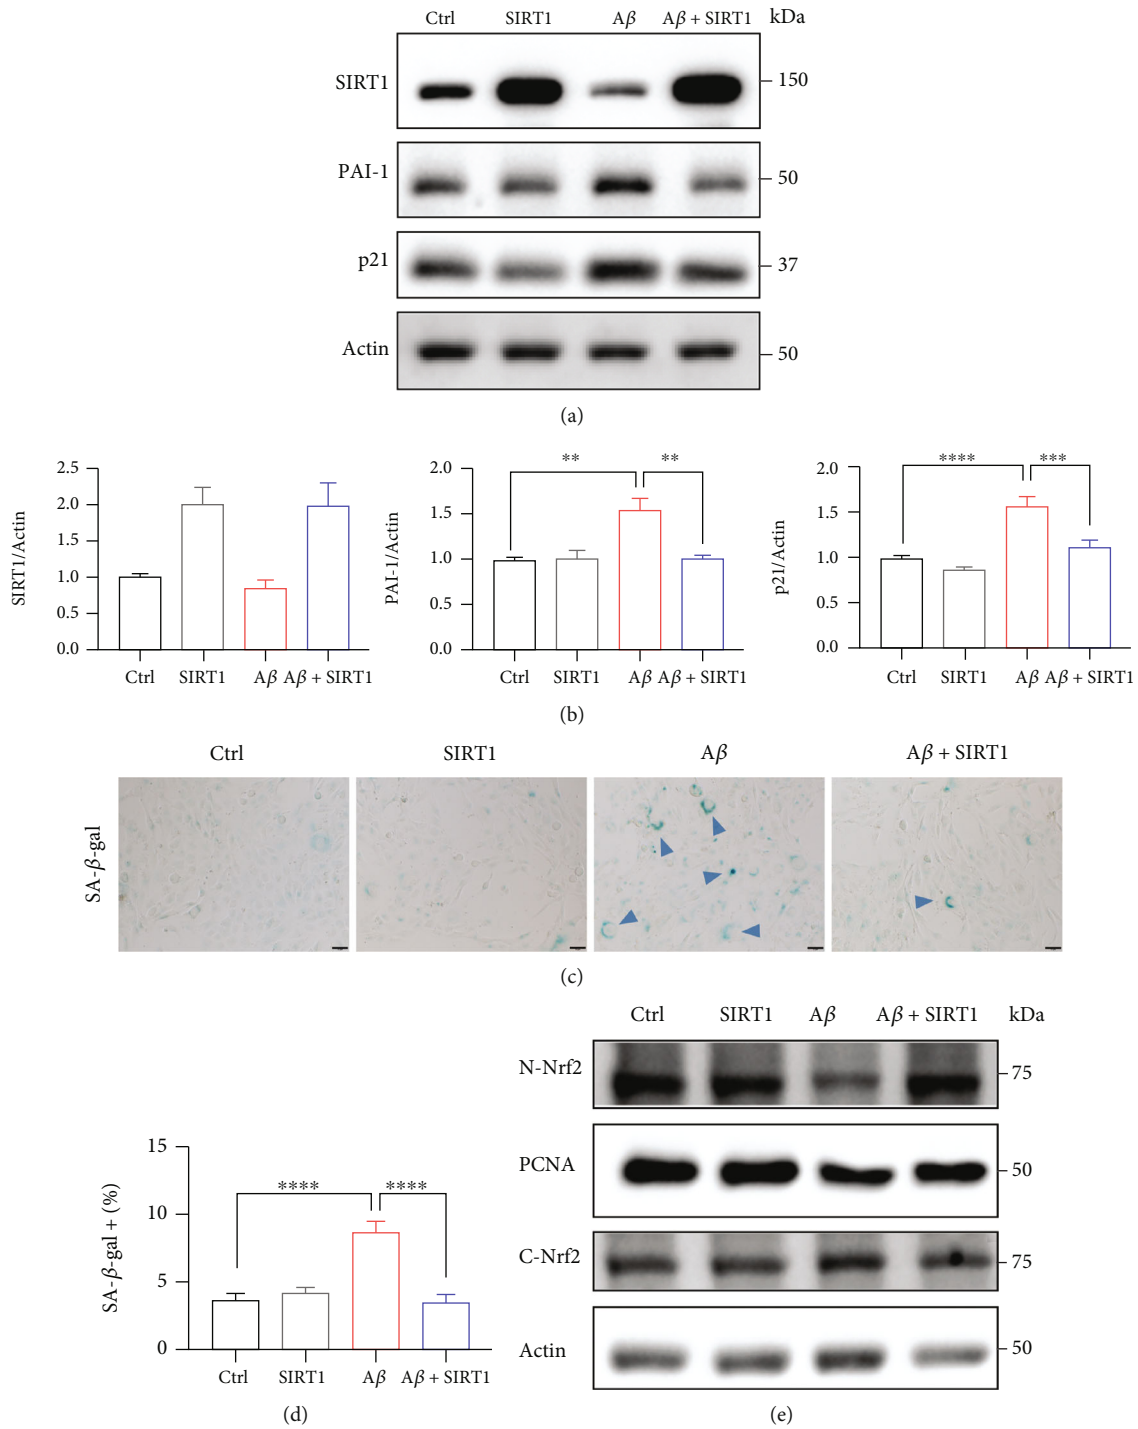 Ctrl SIRT1 Aβ Aβ + SIRT1 kDa
SIRT1 150
PAI-1 50
p21 37
Actin 50
(a)
SIRT1/Actin
2.5
2.0
1.5
1.0
0.5
0.0
Ctrl SIRT1 Aβ Aβ + SIRT1
PAI-1/Actin
2.0
1.5
1.0
0.5
0.0
** **
Ctrl SIRT1 Aβ Aβ + SIRT1
p21/Actin
2.0
1.5
1.0
0.5
0.0
**** ***
Ctrl SIRT1 Aβ Aβ + SIRT1
(b)
Ctrl SIRT1 Aβ Aβ + SIRT1
SA-β-gal
(c)
SA-β-gal + (%)
15
10
5
0
**** ****
Ctrl SIRT1 Aβ Aβ + SIRT1
(d)
Ctrl SIRT1 Aβ Aβ + SIRT1 kDa
N-Nrf2 75
PCNA 50
C-Nrf2 75
Actin 50
(e)